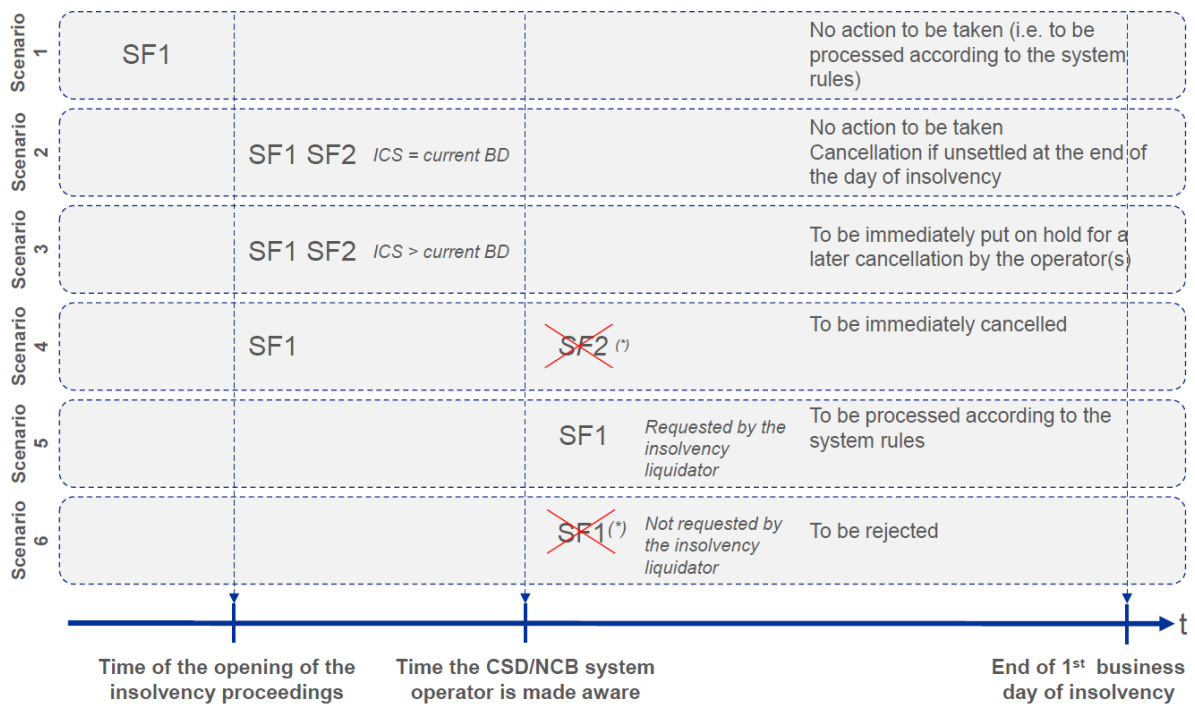 Scenario
1
SF1
No action to be taken (i.e. to be
processed according to the system
rules)
Scenario
2
SF1 SF2 ICS = current BD
No action to be taken
Cancellation if unsettled at the end of
the day of insolvency
Scenario
3
SF1 SF2 ICS > current BD
To be immediately put on hold for a
later cancellation by the operator(s)
Scenario
4
SF1
SF2 (*)
To be immediately cancelled
Scenario
5
SF1
Requested by the
insolvency
liquidator
To be processed according to the
system rules
Scenario
6
SF1(*)
Not requested by
the insolvency
liquidator
To be rejected
t
Time of the opening of the
insolvency proceedings
Time the CSD/NCB system
operator is made aware
End of 1st business
day of insolvency